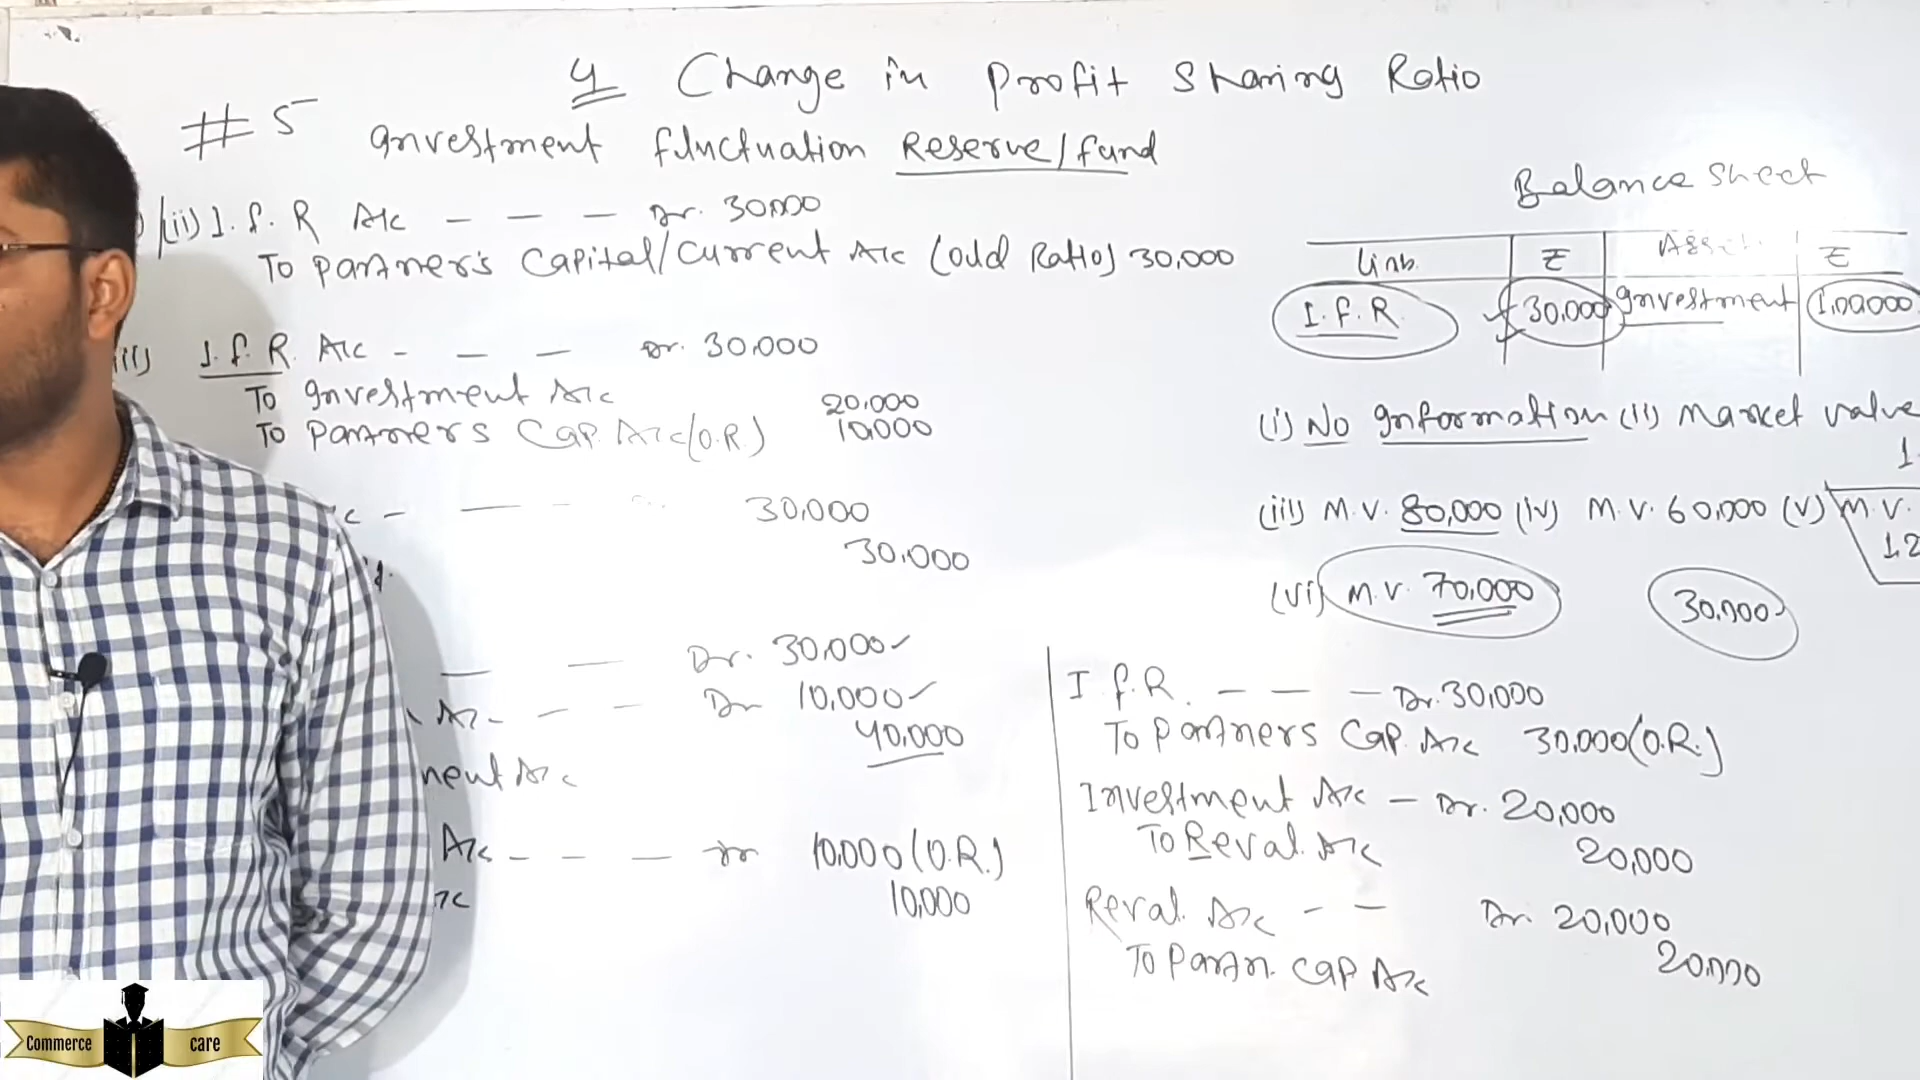 4 Change in Profit Sharing Ratio
#5 Investment fluctuation Reserve/fund
(ii) I.f.R A/c - - - Dr. 30,000
To partner's Capital/Current A/c (Old Ratio) 30,000
iii) I.f.R. A/c - - - Dr. 30,000
To Investment A/c 20,000
To Partners Cap. A/c (O.R.) 10,000
- - - 30,000
30,000
- - Dr. 30,000
A/c - - - Dr 10,000
40,000
ment A/c
A/c - - - Dr 10,000 (O.R.)
10,000
Balance Sheet
Liab. ₹ Asset ₹
I.F.R. 30,000 Investment 1,00,000
(i) No Information (ii) Market value
(iii) M.V. 80,000 (iv) M.V. 60,000 (v) M.V.
(vi) M.V. 70,000 30,000
I.f.R. - - - Dr. 30,000
To Partners Cap. A/c 30,000 (O.R.)
Investment A/c - Dr. 20,000
To Reval. A/c 20,000
Reval. A/c - - Dr. 20,000
To Partn. Cap A/c 20,000
Commerce care